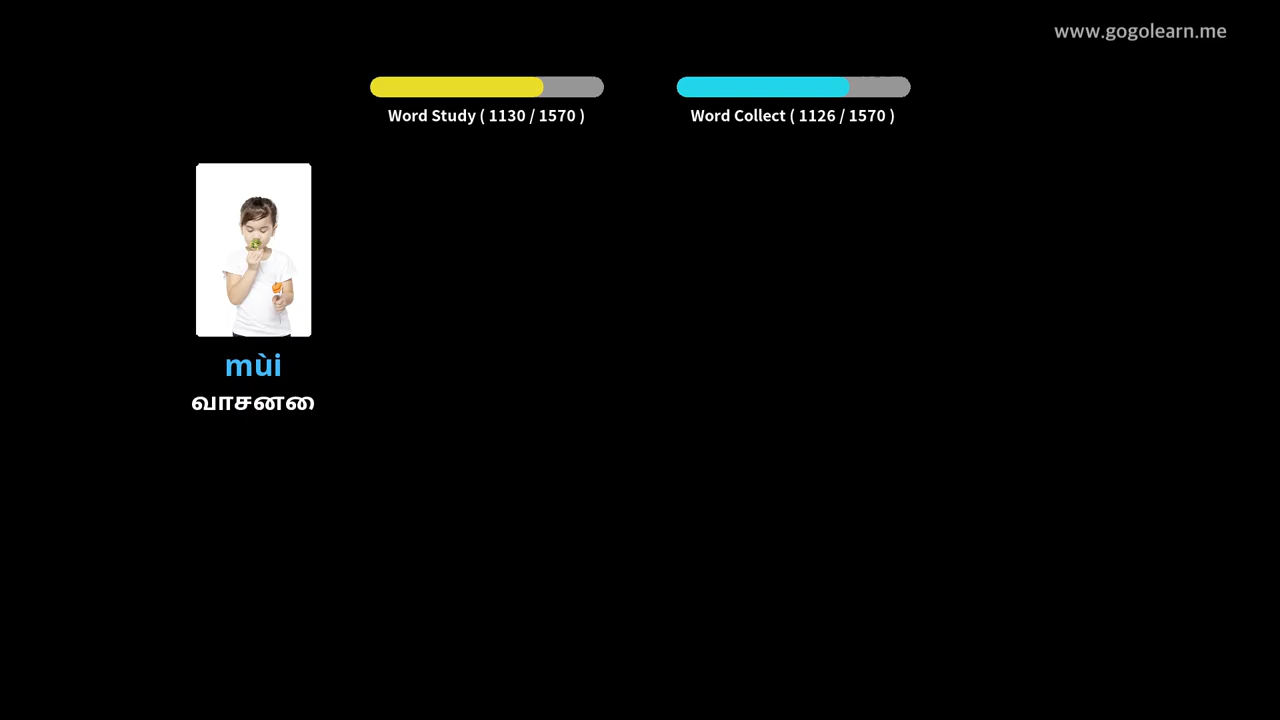 www.gogolearn.me
Word Study ( 1130 / 1570 )
Word Collect ( 1126 / 1570 )
mùi
வாசனை